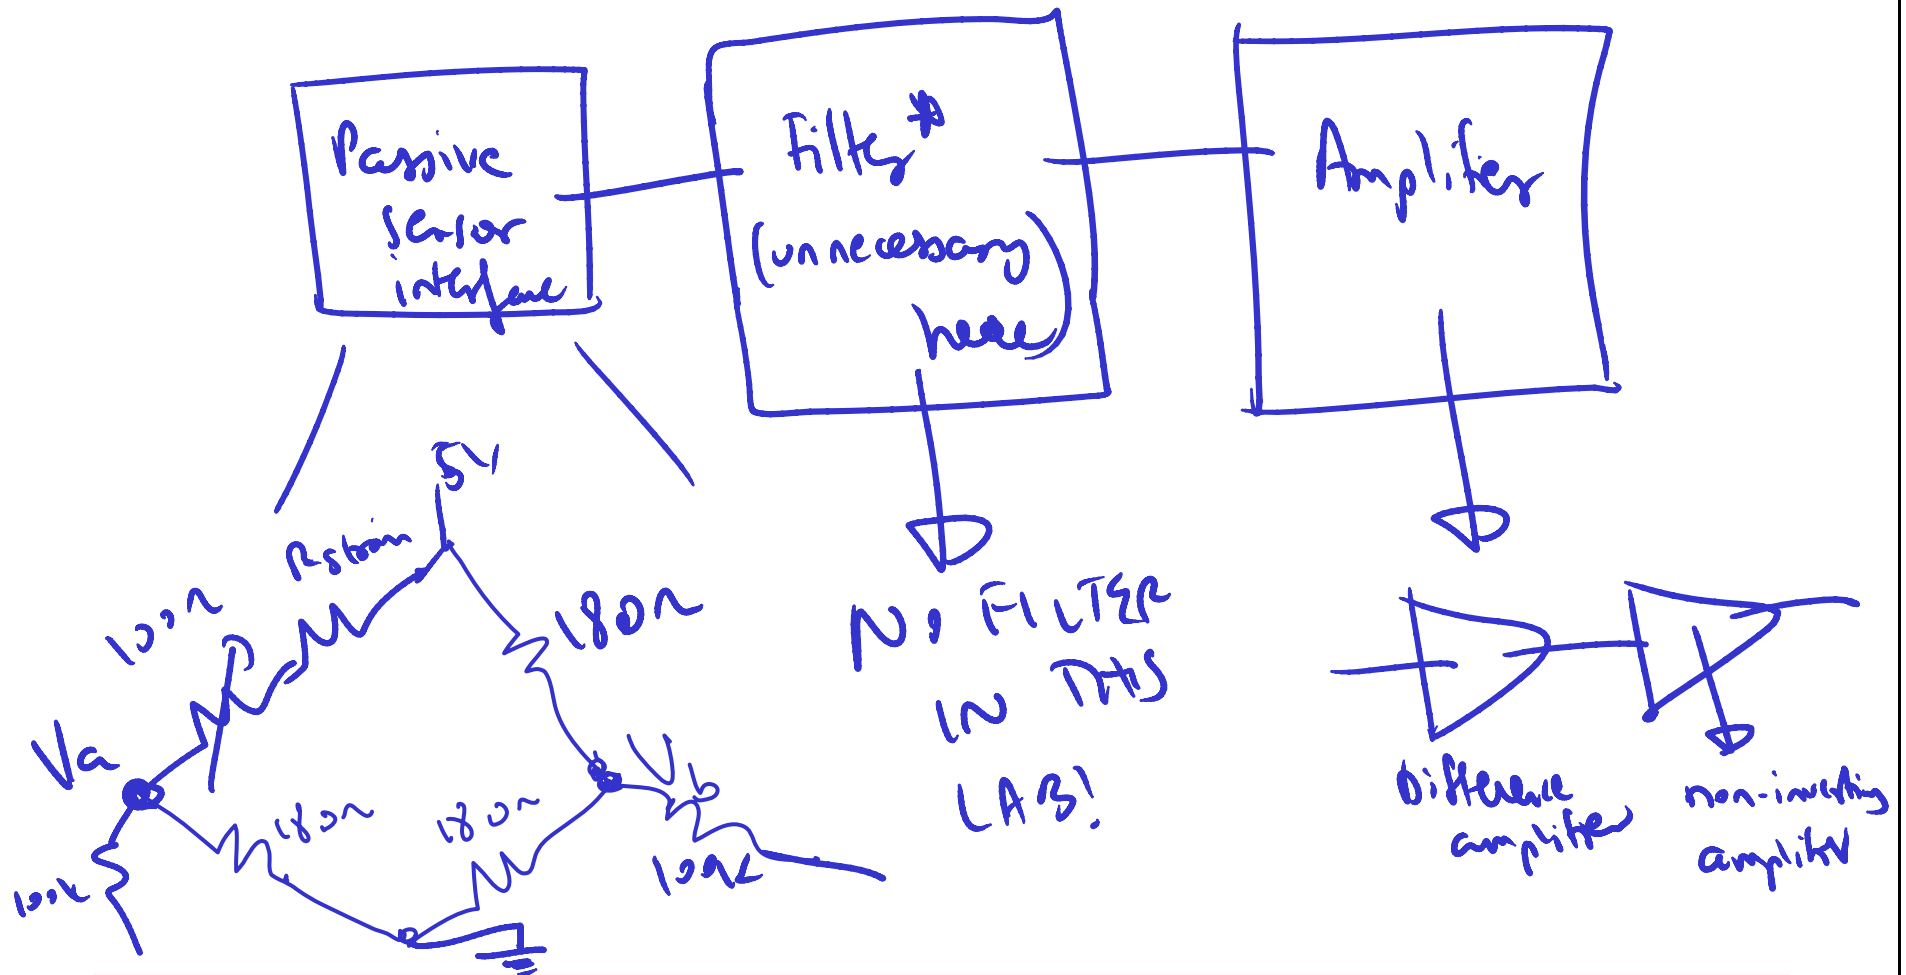 Passive
sensor
interface
Filter*
(unnecessary
here)
Amplifier
5V
R-strain
100Ω
180Ω
Va
180Ω
180Ω
Vb
100k
100k
NO FILTER
IN THIS
LAB!
Difference
amplifier
non-inverting
amplifier